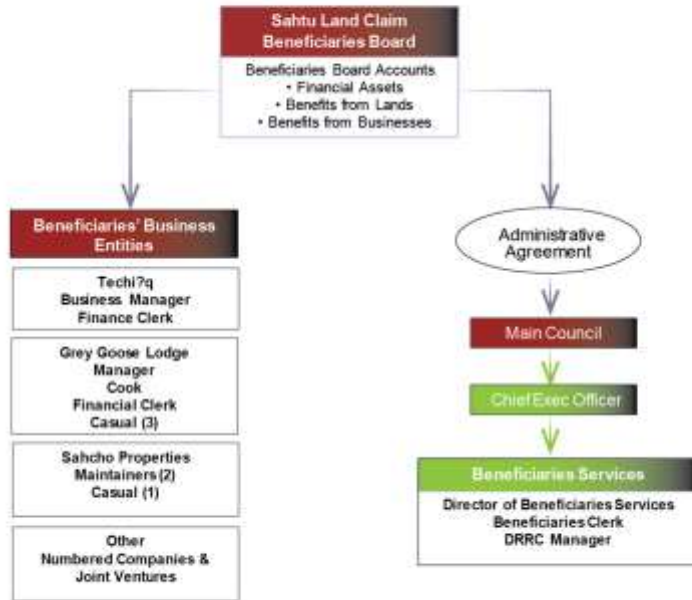 Sahtu Land Claim
Beneficiaries Board
Beneficiaries Board Accounts
• Financial Assets
• Benefits from Lands
• Benefits from Businesses
Beneficiaries' Business
Entities
Techi?q
Business Manager
Finance Clerk
Grey Goose Lodge
Manager
Cook
Financial Clerk
Casual (3)
Sahcho Properties
Maintainers (2)
Casual (1)
Other
Numbered Companies &
Joint Ventures
Administrative
Agreement
Main Council
Chief Exec Officer
Beneficiaries Services
Director of Beneficiaries Services
Beneficiaries Clerk
DRRC Manager